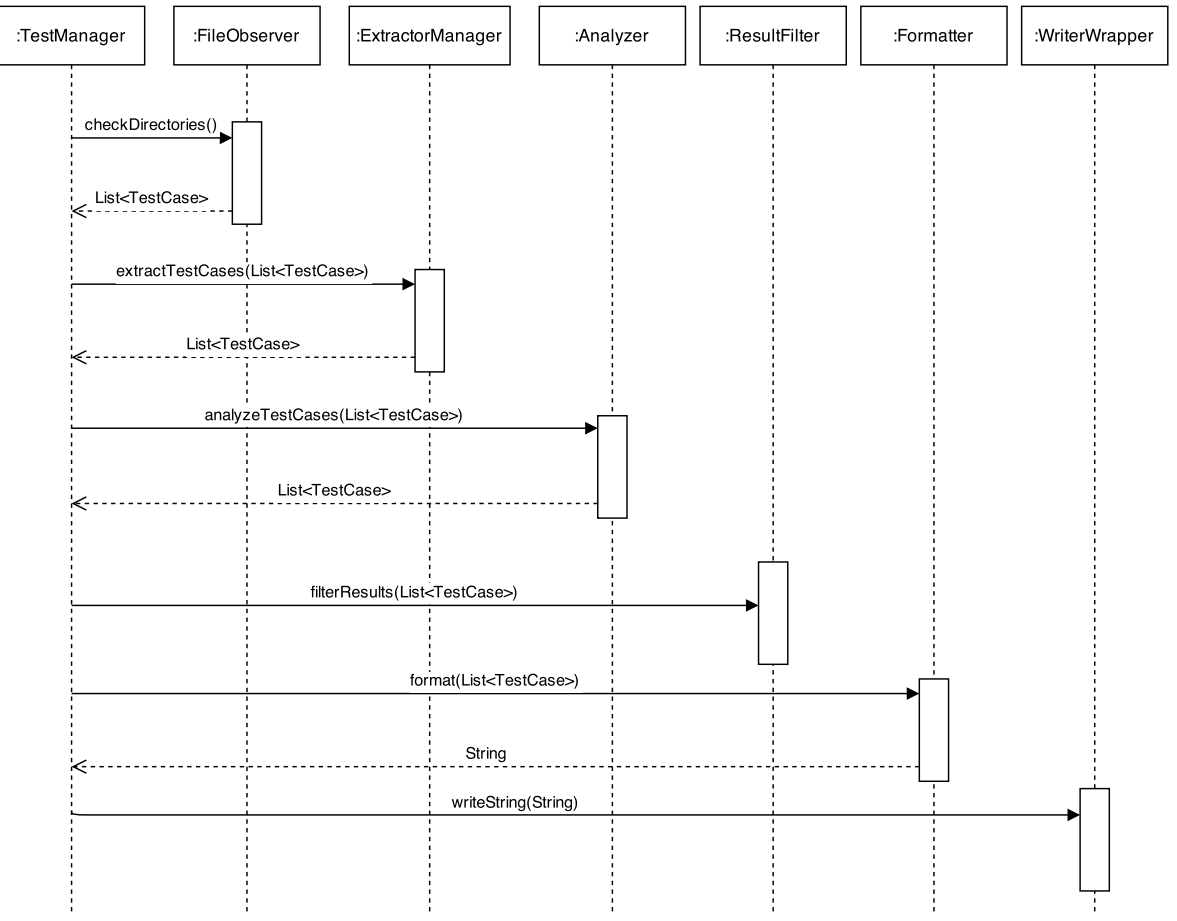 :TestManager
:FileObserver
:ExtractorManager
:Analyzer
:ResultFilter
:Formatter
:WriterWrapper
checkDirectories()
List<TestCase>
extractTestCases(List<TestCase>)
List<TestCase>
analyzeTestCases(List<TestCase>)
List<TestCase>
filterResults(List<TestCase>)
format(List<TestCase>)
String
writeString(String)